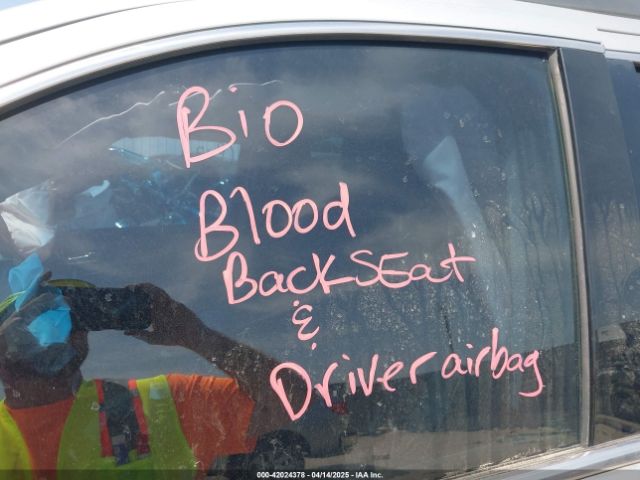 Bio
Blood
BackSEat
&
Driver airbag
000-42024378 - 04/14/2025 - IAA Inc.